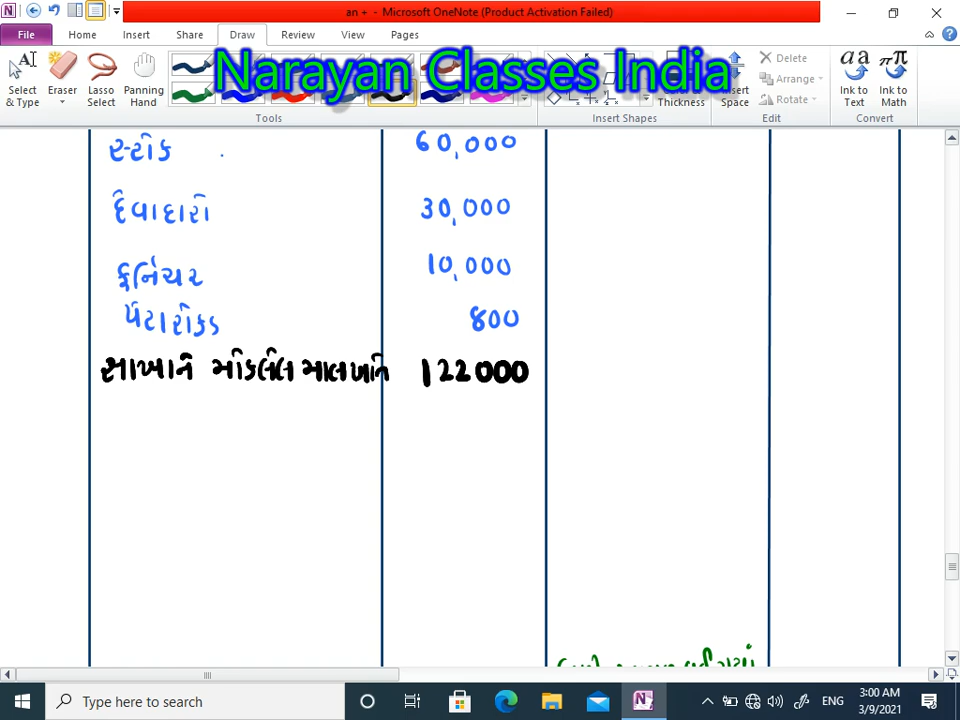 an + - Microsoft OneNote (Product Activation Failed)
File Home Insert Share Draw Review View Pages
Narayan Classes India
Select & Type
Eraser
Lasso Select
Panning Hand
Thickness
Insert Space
Delete
Arrange
Rotate
Ink to Text
Ink to Math
Tools Insert Shapes Edit Convert
સ્ટોક 60,000
દેવાદારો 30,000
ફર્નિચર 10,000
પેટારોકડ 800
સાખાને મોકલેલ માલ ખાતે 122000
Type here to search
ENG
3:00 AM
3/9/2021